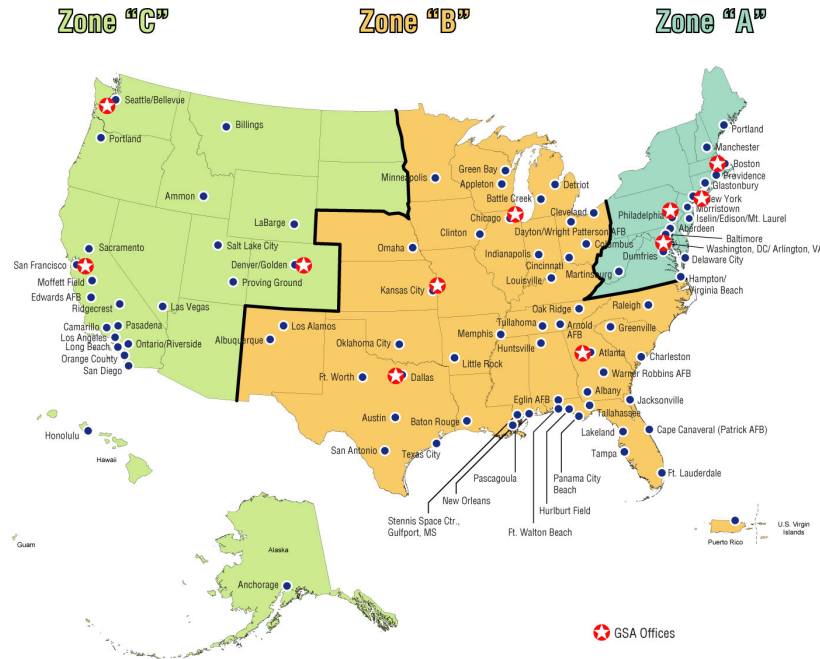 Zone “C”
Zone “B”
Zone “A”
Seattle/Bellevue
Portland
Billings
Ammon
LaBarge
Sacramento
Salt Lake City
San Francisco
Denver/Golden
Moffett Field
Proving Ground
Edwards AFB
Ridgecrest
Las Vegas
Camarillo
Pasadena
Los Angeles
Ontario/Riverside
Long Beach
Orange County
San Diego
Honolulu
Hawaii
Guam
Alaska
Anchorage
Minneapolis
Green Bay
Appleton
Detriot
Battle Creek
Chicago
Cleveland
Clinton
Dayton/Wright Patterson AFB
Omaha
Columbus
Indianapolis
Cincinnati
Kansas City
Louisville
Martinsburg
Oak Ridge
Raleigh
Los Alamos
Albuquerque
Oklahoma City
Memphis
Tullahoma
Arnold
AFB
Greenville
Huntsville
Little Rock
Atlanta
Charleston
Ft. Worth
Dallas
Warner Robbins AFB
Albany
Eglin AFB
Jacksonville
Austin
Baton Rouge
Tallahassee
Lakeland
Cape Canaveral (Patrick AFB)
San Antonio
Texas City
Tampa
Ft. Lauderdale
Pascagoula
Panama City
Beach
New Orleans
Hurlburt Field
Stennis Space Ctr.,
Gulfport, MS
Ft. Walton Beach
Portland
Manchester
Boston
Providence
Glastonbury
New York
Morristown
Philadelphia
Iselin/Edison/Mt. Laurel
Aberdeen
Baltimore
Washington, DC/ Arlington, VA
Dumfries
Delaware City
Hampton/
Virginia Beach
U.S. Virgin
Islands
Puerto Rico
GSA Offices